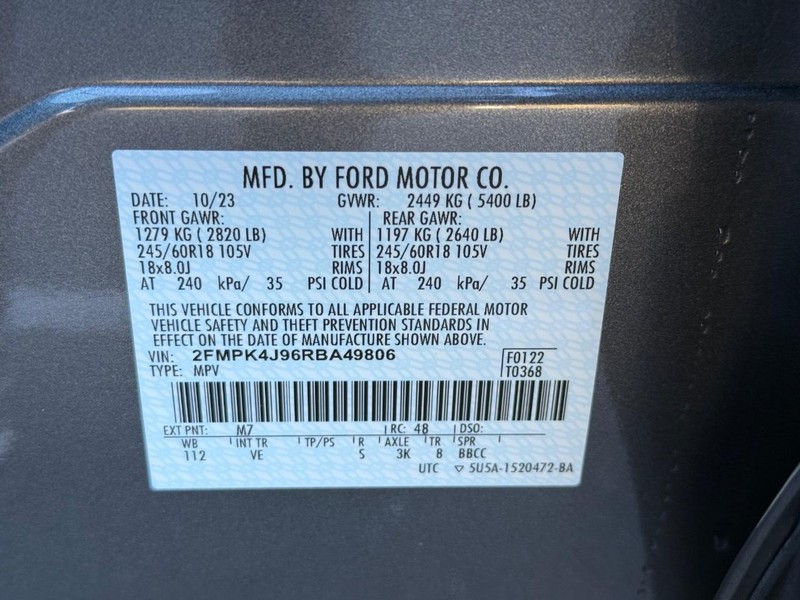 MFD. BY FORD MOTOR CO.
DATE: 10/23 GVWR: 2449 KG ( 5400 LB)
FRONT GAWR: REAR GAWR:
1279 KG ( 2820 LB) WITH 1197 KG ( 2640 LB) WITH
245/60R18 105V TIRES 245/60R18 105V TIRES
18x8.0J RIMS 18x8.0J RIMS
AT 240 kPa/ 35 PSI COLD AT 240 kPa/ 35 PSI COLD
THIS VEHICLE CONFORMS TO ALL APPLICABLE FEDERAL MOTOR
VEHICLE SAFETY AND THEFT PREVENTION STANDARDS IN
EFFECT ON THE DATE OF MANUFACTURE SHOWN ABOVE.
VIN: 2FMPK4J96RBA49806 F0122
TYPE: MPV T0368
EXT PNT: M7 RC: 48 DSO:
WB INT TR TP/PS R AXLE TR SPR
112 VE S 3K 8 BBCC
UTC ▽ 5U5A-1520472-BA